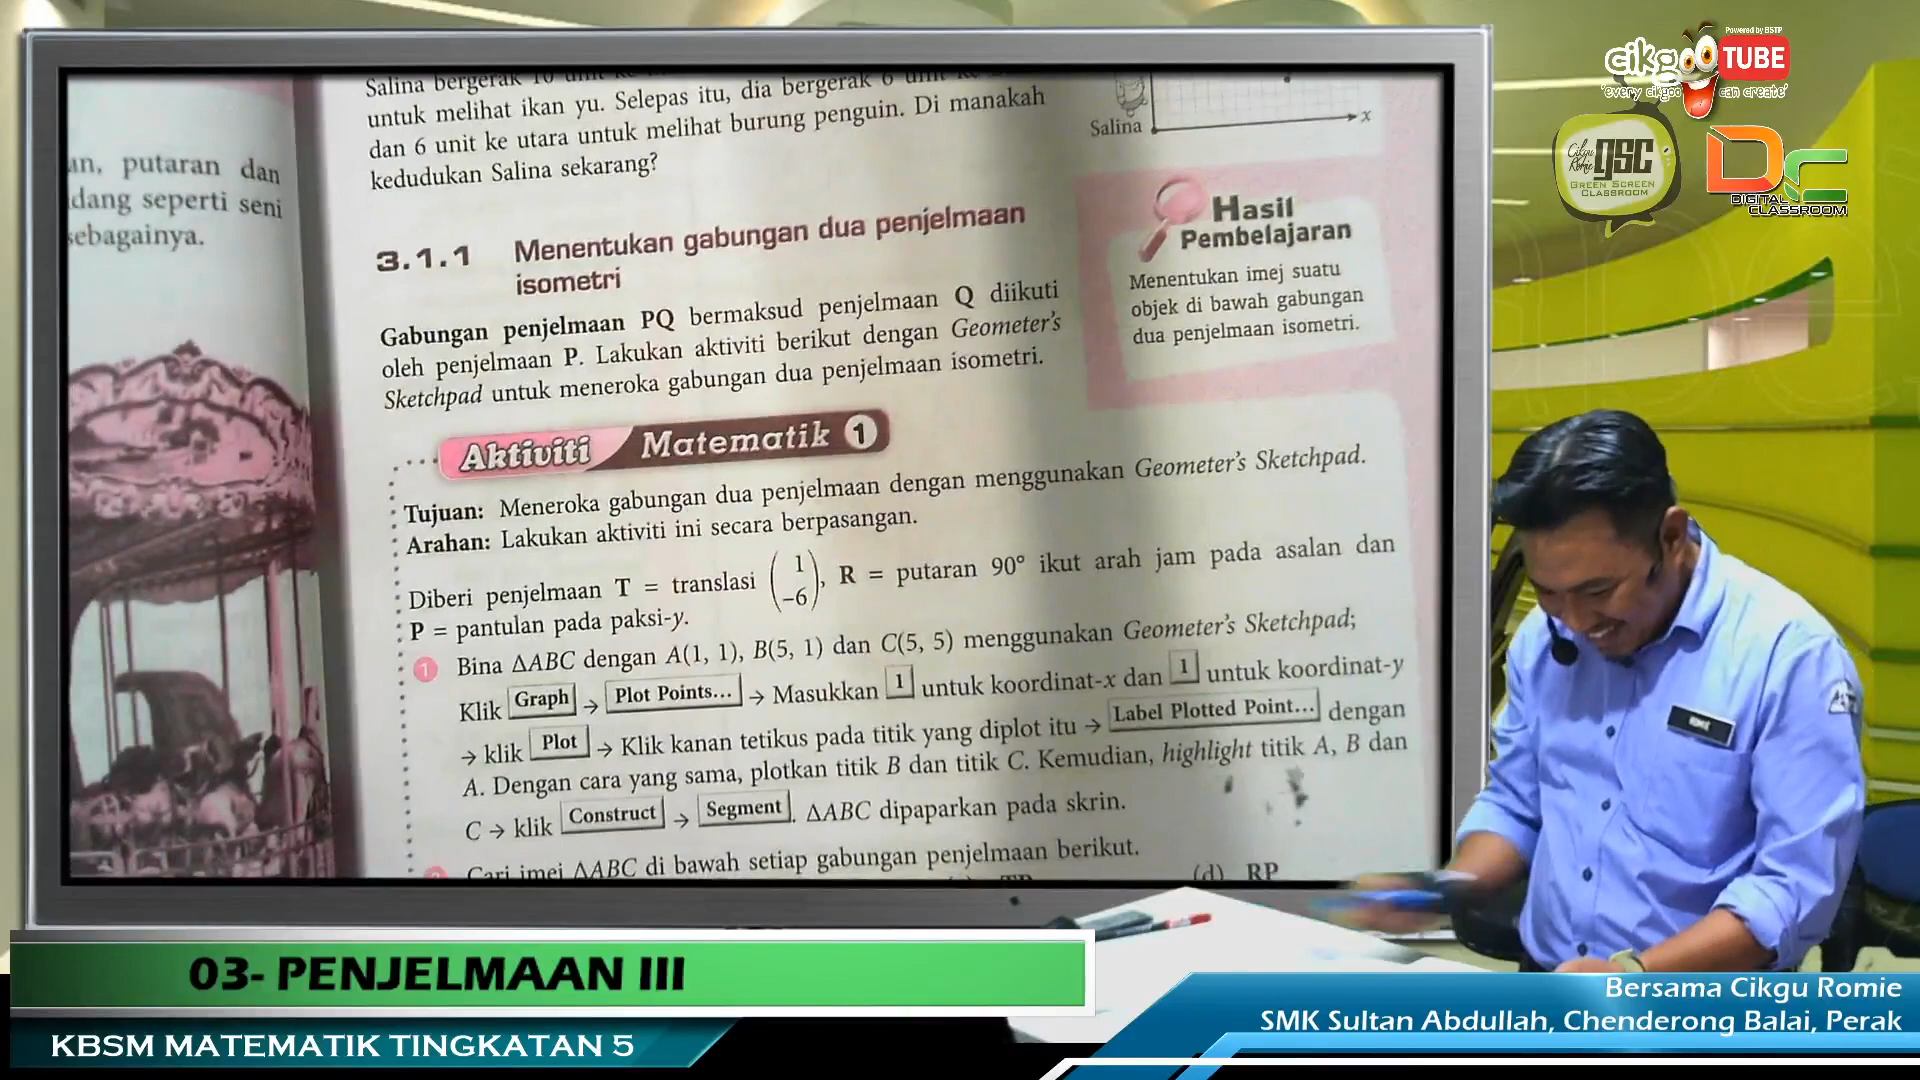 Salina bergerak 10
untuk melihat ikan yu. Selepas itu, dia bergerak 6 unit
dan 6 unit ke utara untuk melihat burung penguin. Di manakah
kedudukan Salina sekarang?
Salina
x
putaran dan
dang seperti seni
sebagainya.
3.1.1 Menentukan gabungan dua penjelmaan
isometri
Gabungan penjelmaan PQ bermaksud penjelmaan Q diikuti
oleh penjelmaan P. Lakukan aktiviti berikut dengan Geometer's
Sketchpad untuk meneroka gabungan dua penjelmaan isometri.
Hasil
Pembelajaran
Menentukan imej suatu
objek di bawah gabungan
dua penjelmaan isometri.
Aktiviti Matematik 1
Tujuan: Meneroka gabungan dua penjelmaan dengan menggunakan Geometer's Sketchpad.
Arahan: Lakukan aktiviti ini secara berpasangan.
Diberi penjelmaan T = translasi (1 −6), R = putaran 90° ikut arah jam pada asalan dan
P = pantulan pada paksi-y.
1 Bina ΔABC dengan A(1, 1), B(5, 1) dan C(5, 5) menggunakan Geometer's Sketchpad;
Klik Graph → Plot Points... → Masukkan 1 untuk koordinat-x dan 1 untuk koordinat-y
→ klik Plot → Klik kanan tetikus pada titik yang diplot itu → Label Plotted Point... dengan
A. Dengan cara yang sama, plotkan titik B dan titik C. Kemudian, highlight titik A, B dan
C → klik Construct → Segment. ΔABC dipaparkan pada skrin.
Cari imej ΔABC di bawah setiap gabungan penjelmaan berikut.
(d) RP
Powered by BSTP
cikgoo TUBE
'every cikgoo can create'
Cikgu Romie GSC
GREEN SCREEN
CLASSROOM
DC
DIGITAL
CLASSROOM
ROMIE
03- PENJELMAAN III
KBSM MATEMATIK TINGKATAN 5
Bersama Cikgu Romie
SMK Sultan Abdullah, Chenderong Balai, Perak